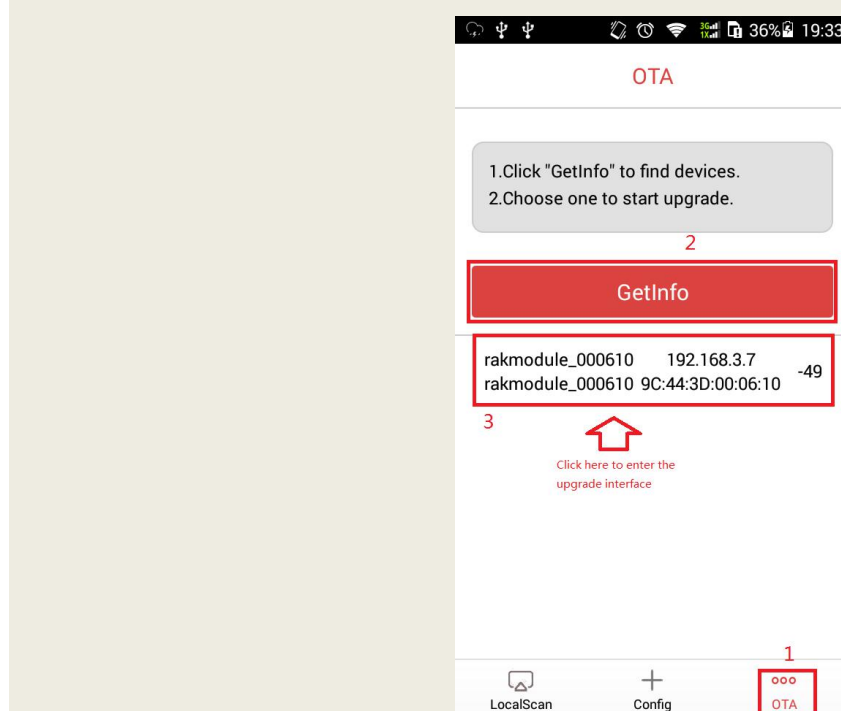 3G 1X 36% 19:33
OTA
1.Click "GetInfo" to find devices.
2.Choose one to start upgrade.
2
GetInfo
rakmodule_000610 192.168.3.7
-49
rakmodule_000610 9C:44:3D:00:06:10
3
Click here to enter the
upgrade interface
1
LocalScan Config OTA